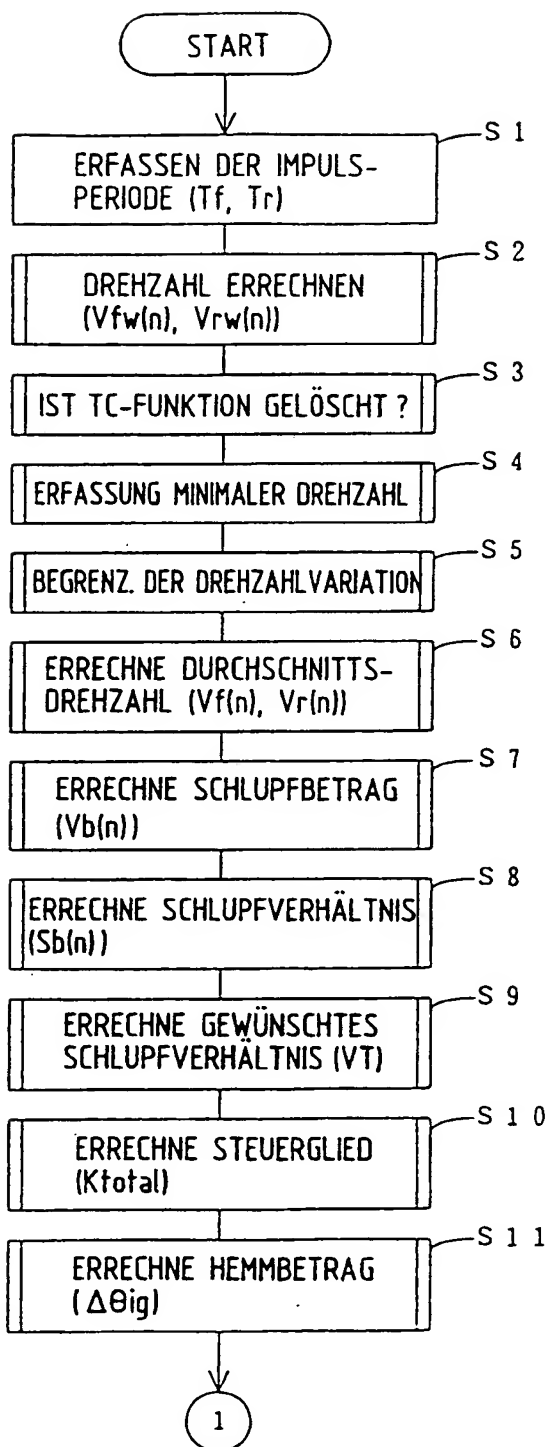 START
S 1
ERFASSEN DER IMPULS-
PERIODE (Tf, Tr)
S 2
DREHZAHL ERRECHNEN
(Vfw(n), Vrw(n))
S 3
IST TC-FUNKTION GELÖSCHT ?
S 4
ERFASSUNG MINIMALER DREHZAHL
S 5
BEGRENZ. DER DREHZAHLVARIATION
S 6
ERRECHNE DURCHSCHNITTS-
DREHZAHL (Vf(n), Vr(n))
S 7
ERRECHNE SCHLUPFBETRAG
(Vb(n))
S 8
ERRECHNE SCHLUPFVERHÄLTNIS
(Sb(n))
S 9
ERRECHNE GEWÜNSCHTES
SCHLUPFVERHÄLTNIS (VT)
S 1 0
ERRECHNE STEUERGLIED
(Ktotal)
S 1 1
ERRECHNE HEMMBETRAG
(ΔΘig)
1